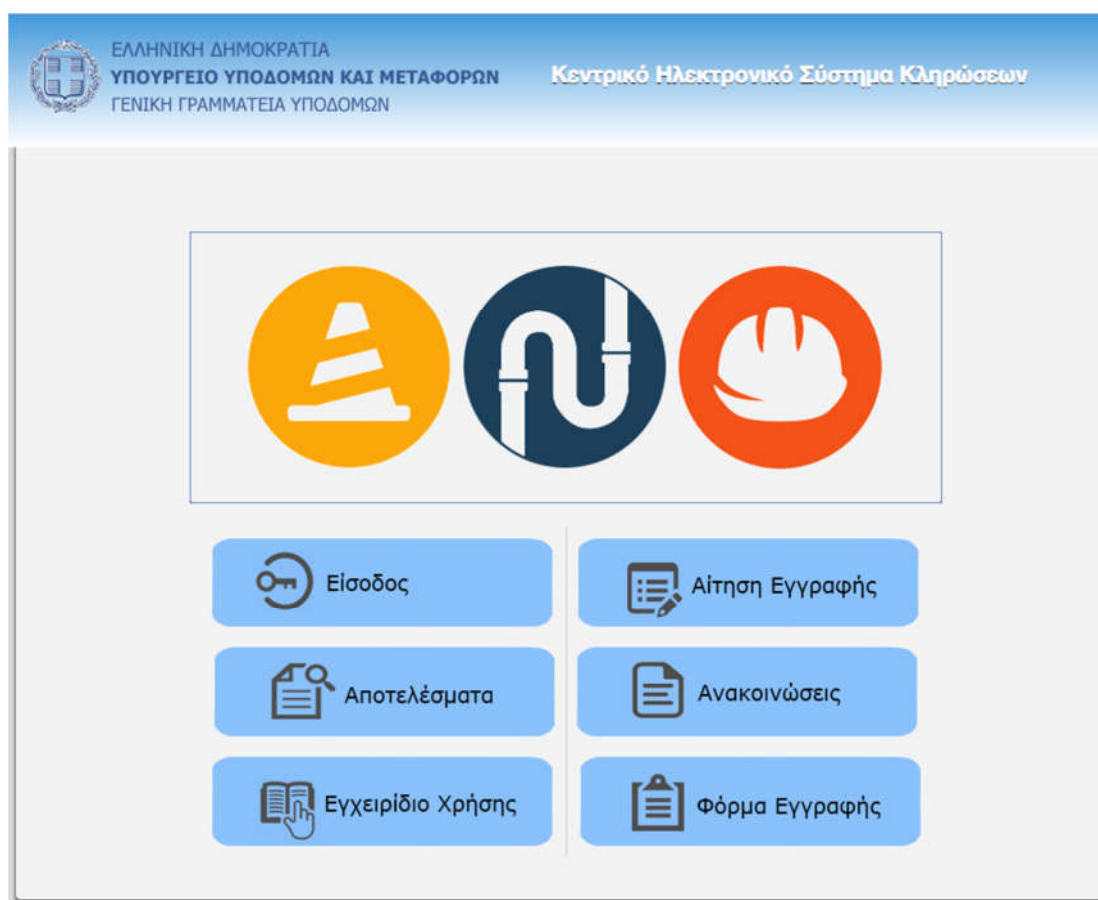 ΕΛΛΗΝΙΚΗ ΔΗΜΟΚΡΑΤΙΑ
ΥΠΟΥΡΓΕΙΟ ΥΠΟΔΟΜΩΝ ΚΑΙ ΜΕΤΑΦΟΡΩΝ
ΓΕΝΙΚΗ ΓΡΑΜΜΑΤΕΙΑ ΥΠΟΔΟΜΩΝ
Κεντρικό Ηλεκτρονικό Σύστημα Κληρώσεων
Είσοδος
Αίτηση Εγγραφής
Αποτελέσματα
Ανακοινώσεις
Εγχειρίδιο Χρήσης
Φόρμα Εγγραφής